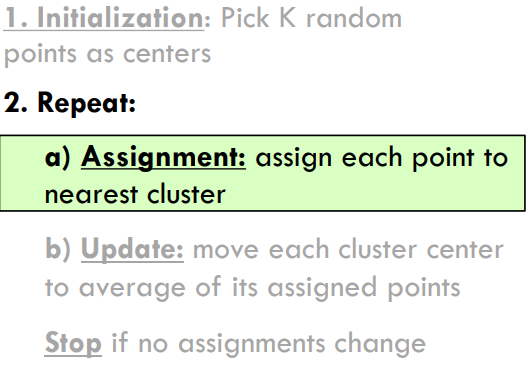 1. Initialization: Pick K random
points as centers
2. Repeat:
a) Assignment: assign each point to
nearest cluster
b) Update: move each cluster center
to average of its assigned points
Stop if no assignments change